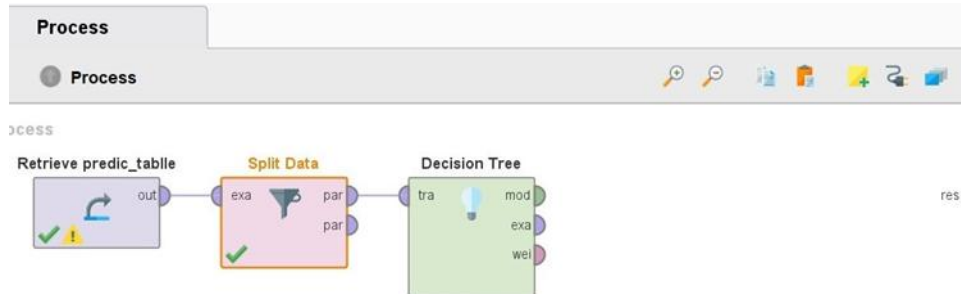 Process
Process
ocess
Retrieve predic_tablle
Split Data
Decision Tree
out
exa
par
par
tra
mod
exa
wei
res